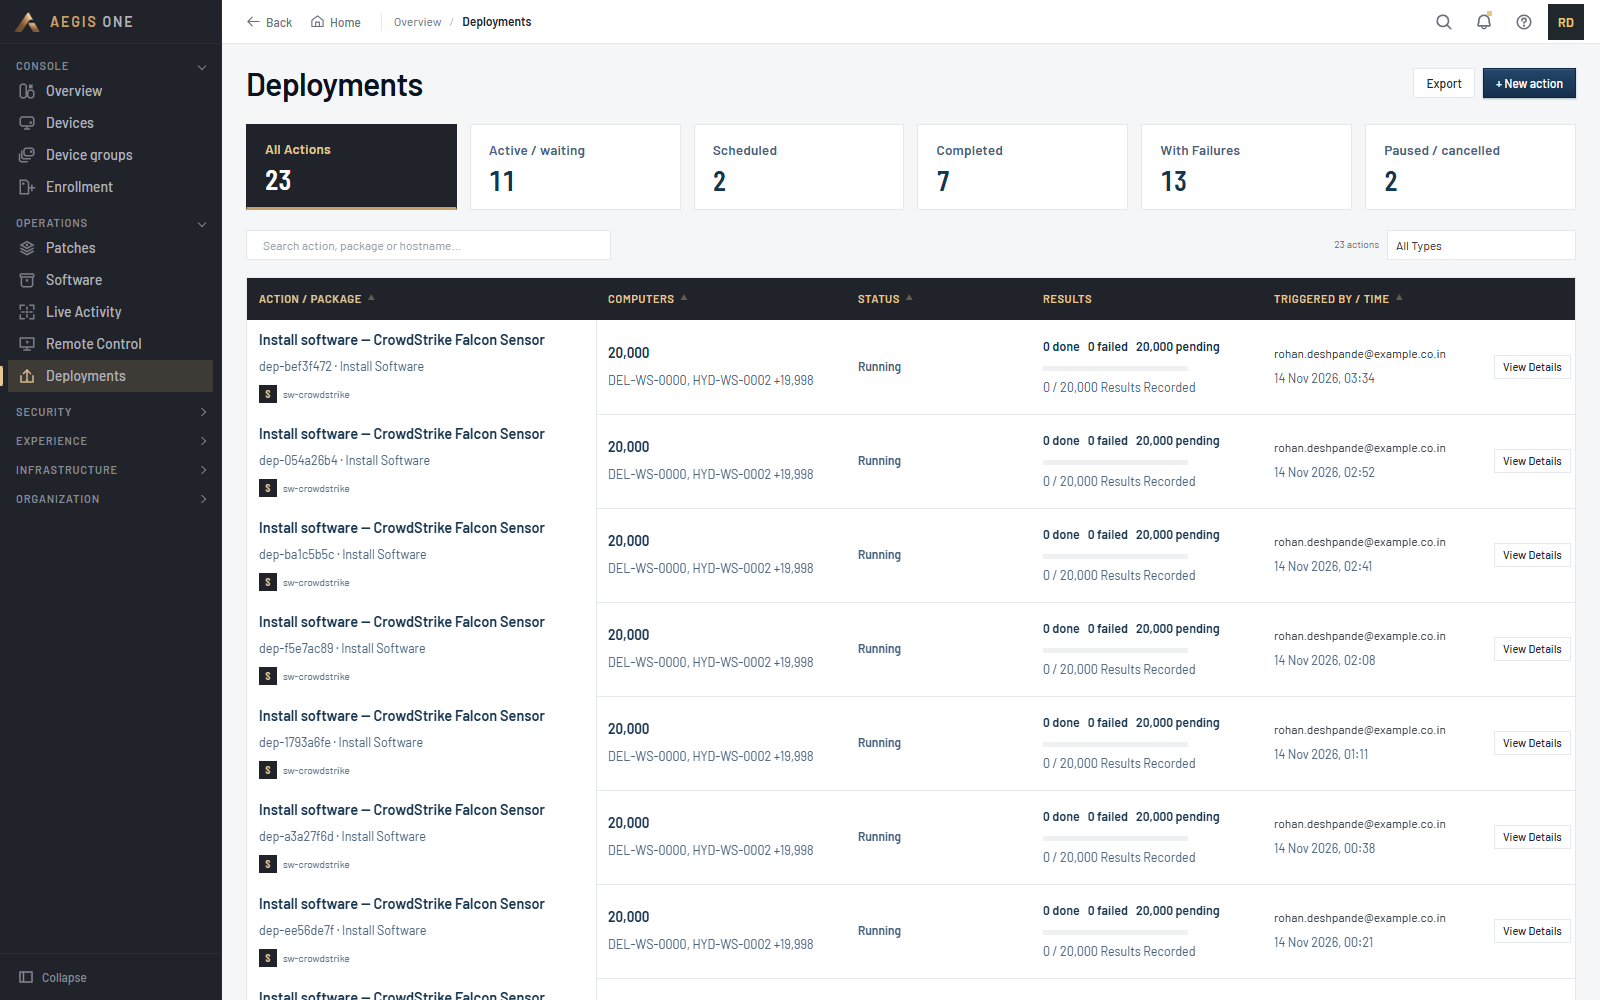 AEGIS ONE
Back
Home
Overview / Deployments
RD
CONSOLE
Overview
Devices
Device groups
Enrollment
OPERATIONS
Patches
Software
Live Activity
Remote Control
Deployments
SECURITY
EXPERIENCE
INFRASTRUCTURE
ORGANIZATION
Collapse
Deployments
Export
+ New action
All Actions
23
Active / waiting
11
Scheduled
2
Completed
7
With Failures
13
Paused / cancelled
2
Search action, package or hostname...
23 actions
All Types
ACTION / PACKAGE
COMPUTERS
STATUS
RESULTS
TRIGGERED BY / TIME
Install software — CrowdStrike Falcon Sensor
dep-bef3f472 · Install Software
S sw-crowdstrike
20,000
DEL-WS-0000, HYD-WS-0002 +19,998
Running
0 done 0 failed 20,000 pending
0 / 20,000 Results Recorded
rohan.deshpande@example.co.in
14 Nov 2026, 03:34
View Details
Install software — CrowdStrike Falcon Sensor
dep-054a26b4 · Install Software
S sw-crowdstrike
20,000
DEL-WS-0000, HYD-WS-0002 +19,998
Running
0 done 0 failed 20,000 pending
0 / 20,000 Results Recorded
rohan.deshpande@example.co.in
14 Nov 2026, 02:52
View Details
Install software — CrowdStrike Falcon Sensor
dep-ba1c5b5c · Install Software
S sw-crowdstrike
20,000
DEL-WS-0000, HYD-WS-0002 +19,998
Running
0 done 0 failed 20,000 pending
0 / 20,000 Results Recorded
rohan.deshpande@example.co.in
14 Nov 2026, 02:41
View Details
Install software — CrowdStrike Falcon Sensor
dep-f5e7ac89 · Install Software
S sw-crowdstrike
20,000
DEL-WS-0000, HYD-WS-0002 +19,998
Running
0 done 0 failed 20,000 pending
0 / 20,000 Results Recorded
rohan.deshpande@example.co.in
14 Nov 2026, 02:08
View Details
Install software — CrowdStrike Falcon Sensor
dep-1793a6fe · Install Software
S sw-crowdstrike
20,000
DEL-WS-0000, HYD-WS-0002 +19,998
Running
0 done 0 failed 20,000 pending
0 / 20,000 Results Recorded
rohan.deshpande@example.co.in
14 Nov 2026, 01:11
View Details
Install software — CrowdStrike Falcon Sensor
dep-a3a27f6d · Install Software
S sw-crowdstrike
20,000
DEL-WS-0000, HYD-WS-0002 +19,998
Running
0 done 0 failed 20,000 pending
0 / 20,000 Results Recorded
rohan.deshpande@example.co.in
14 Nov 2026, 00:38
View Details
Install software — CrowdStrike Falcon Sensor
dep-ee56de7f · Install Software
S sw-crowdstrike
20,000
DEL-WS-0000, HYD-WS-0002 +19,998
Running
0 done 0 failed 20,000 pending
0 / 20,000 Results Recorded
rohan.deshpande@example.co.in
14 Nov 2026, 00:21
View Details
Install software — CrowdStrike Falcon Sensor